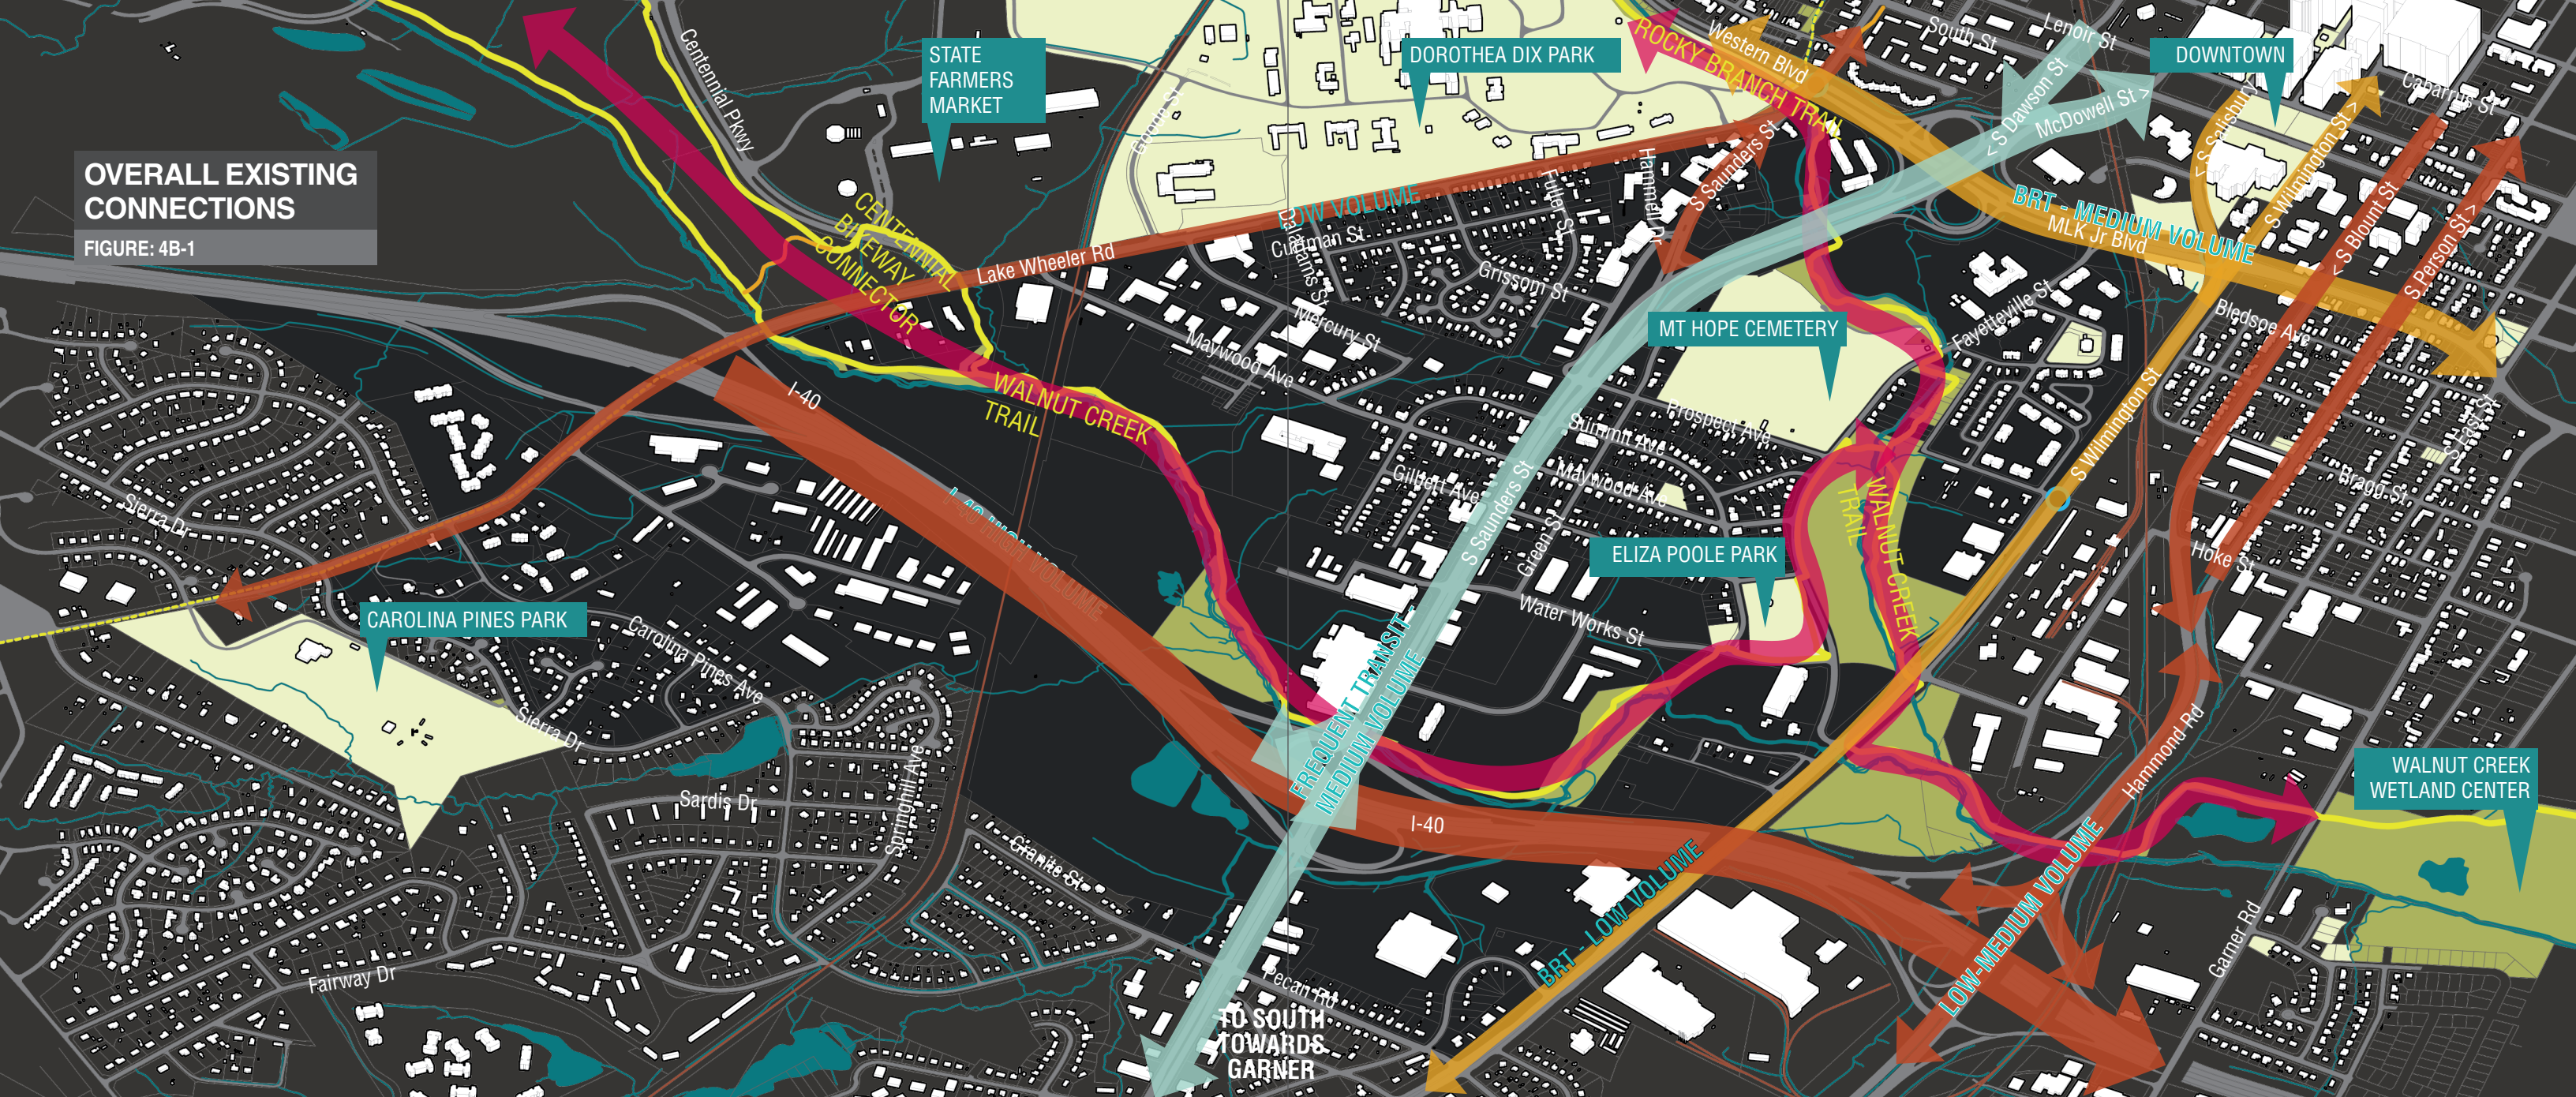 OVERALL EXISTING
CONNECTIONS
FIGURE: 4B-1
STATE
FARMERS
MARKET
DOROTHEA DIX PARK
DOWNTOWN
MT HOPE CEMETERY
ELIZA POOLE PARK
CAROLINA PINES PARK
WALNUT CREEK
WETLAND CENTER
Centennial Pkwy
ROCKY BRANCH TRAIL
Western Blvd
South St
Lenoir St
< S Dawson St
McDowell St >
< S Salisbury
S Wilmington St >
Cabarrus St
< S Blount St
S Person St >
BRT - MEDIUM VOLUME
MLK Jr Blvd
CENTENNIAL
BIKEWAY
CONNECTOR
Lake Wheeler Rd
LOW VOLUME
Hammell Dr
S Saunders St
Fuller St
Grissom St
Mercury St
Maywood Ave
Fayetteville St
Bledsoe Ave
S East St
Bragg St
Hoke St
S Wilmington St
Prospect Ave
Summit Ave
Maywood Ave
Gilbert Ave
Green St
S Saunders St
Water Works St
WALNUT CREEK
TRAIL
WALNUT CREEK
TRAIL
I-40
I-40 HIGH VOLUME
I-40
FREQUENT TRANSIT
MEDIUM VOLUME
BRT - LOW VOLUME
LOW-MEDIUM VOLUME
Hammond Rd
Garner Rd
Sierra Dr
Sierra Dr
Carolina Pines Ave
Sardis Dr
Springhill Ave
Granite St
Fairway Dr
Pecan Rd
TO SOUTH
TOWARDS
GARNER